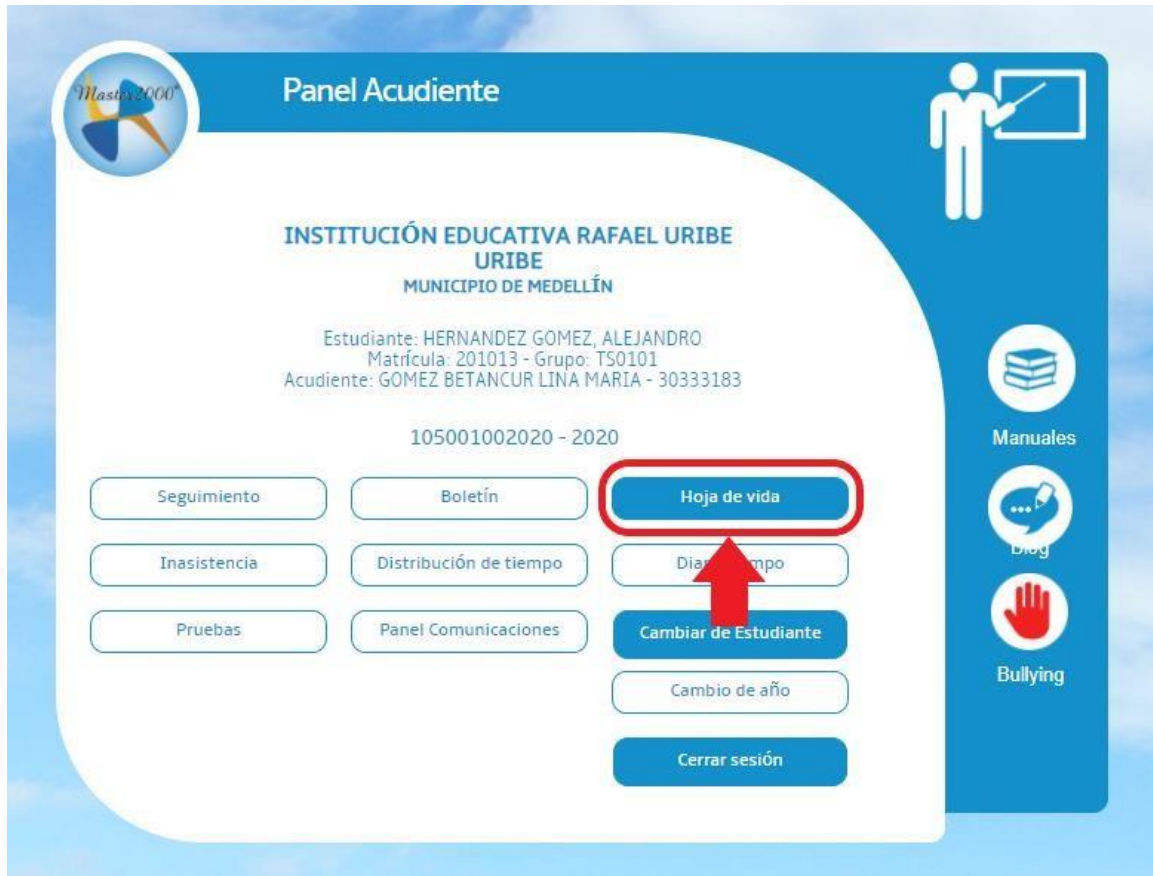 Master2000®
Panel Acudiente
INSTITUCIÓN EDUCATIVA RAFAEL URIBE
URIBE
MUNICIPIO DE MEDELLÍN
Estudiante: HERNANDEZ GOMEZ, ALEJANDRO
Matrícula: 201013 - Grupo: TS0101
Acudiente: GOMEZ BETANCUR LINA MARIA - 30333183
105001002020 - 2020
Seguimiento
Boletín
Hoja de vida
Inasistencia
Distribución de tiempo
Pruebas
Panel Comunicaciones
Cambiar de Estudiante
Cambio de año
Cerrar sesión
Manuales
Blog
Bullying